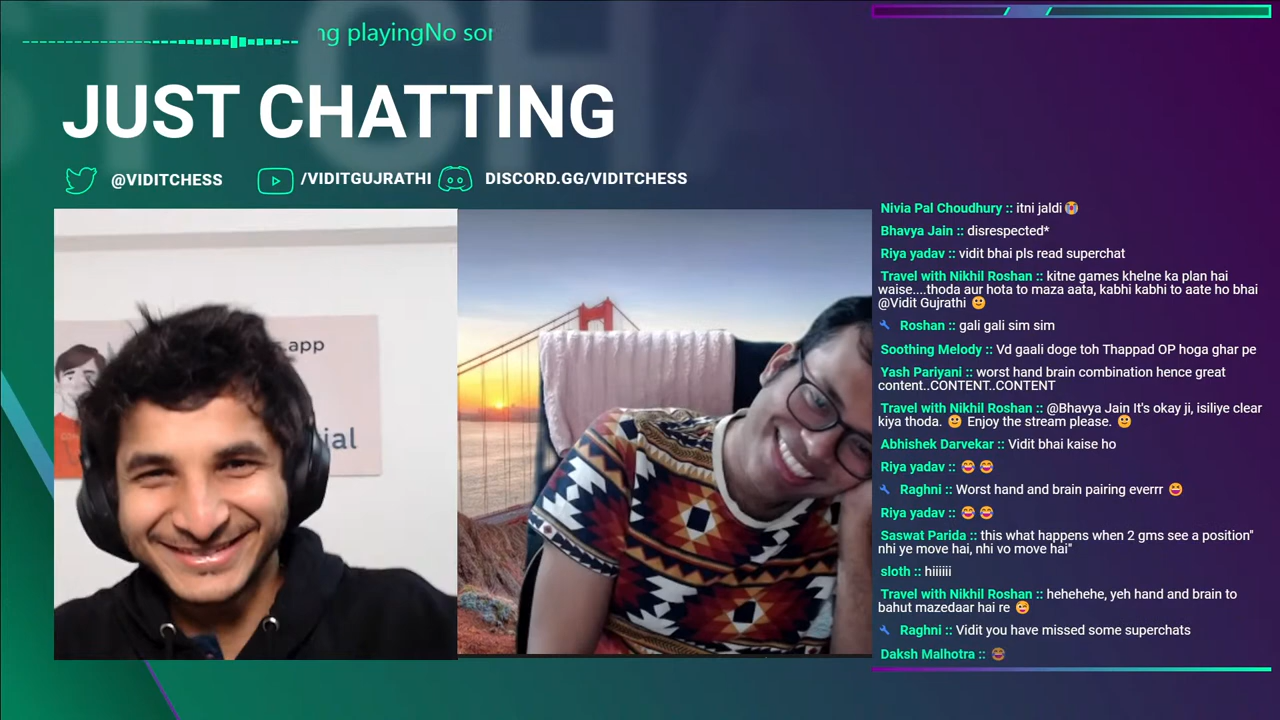 ng playingNo son
JUST CHATTING
@VIDITCHESS
/VIDITGUJRATHI
DISCORD.GG/VIDITCHESS
s.app
ial
Nivia Pal Choudhury :: itni jaldi 😭
Bhavya Jain :: disrespected*
Riya yadav :: vidit bhai pls read superchat
Travel with Nikhil Roshan :: kitne games khelne ka plan hai
waise....thoda aur hota to maza aata, kabhi kabhi to aate ho bhai
@Vidit Gujrathi 🙂
Roshan :: gali gali sim sim
Soothing Melody :: Vd gaali doge toh Thappad OP hoga ghar pe
Yash Pariyani :: worst hand brain combination hence great
content..CONTENT..CONTENT
Travel with Nikhil Roshan :: @Bhavya Jain It's okay ji, isiliye clear
kiya thoda. 🙂 Enjoy the stream please. 🙂
Abhishek Darvekar :: Vidit bhai kaise ho
Riya yadav :: 😂 😂
Raghni :: Worst hand and brain pairing everrr 😅
Riya yadav :: 😂 😂
Saswat Parida :: this what happens when 2 gms see a position"
nhi ye move hai, nhi vo move hai"
sloth :: hiiiiii
Travel with Nikhil Roshan :: hehehehe, yeh hand and brain to
bahut mazedaar hai re 😅
Raghni :: Vidit you have missed some superchats
Daksh Malhotra ::